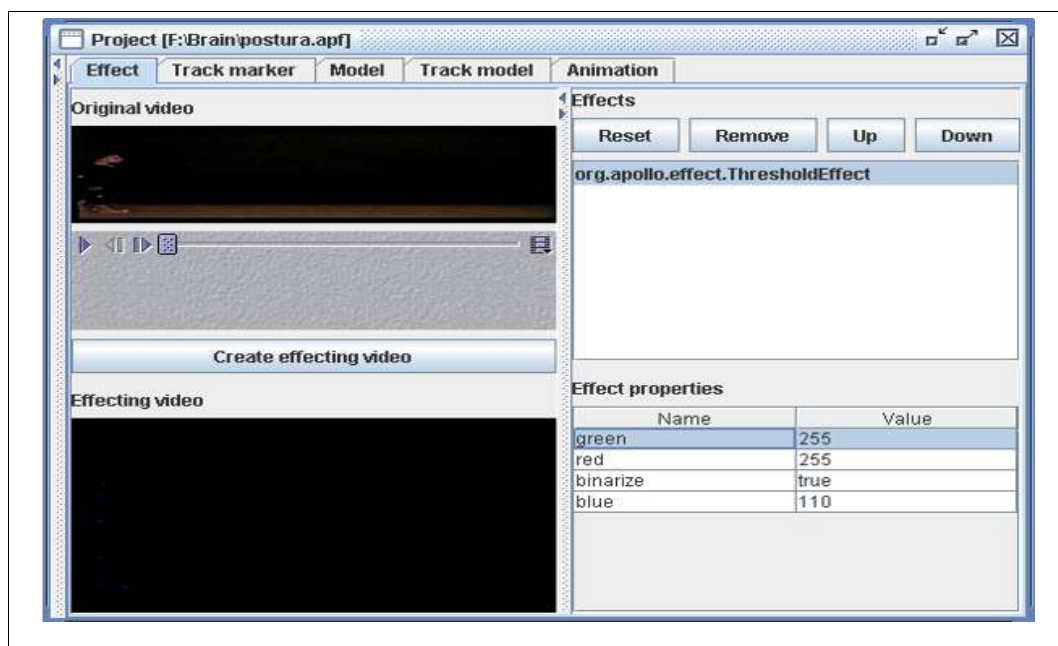 Project [F:\Brain\postura.apf]
Effect Track marker Model Track model Animation
Original video
Create effecting video
Effecting video
Effects
Reset Remove Up Down
org.apollo.effect.ThresholdEffect
Effect properties
Name Value
green 255
red 255
binarize true
blue 110